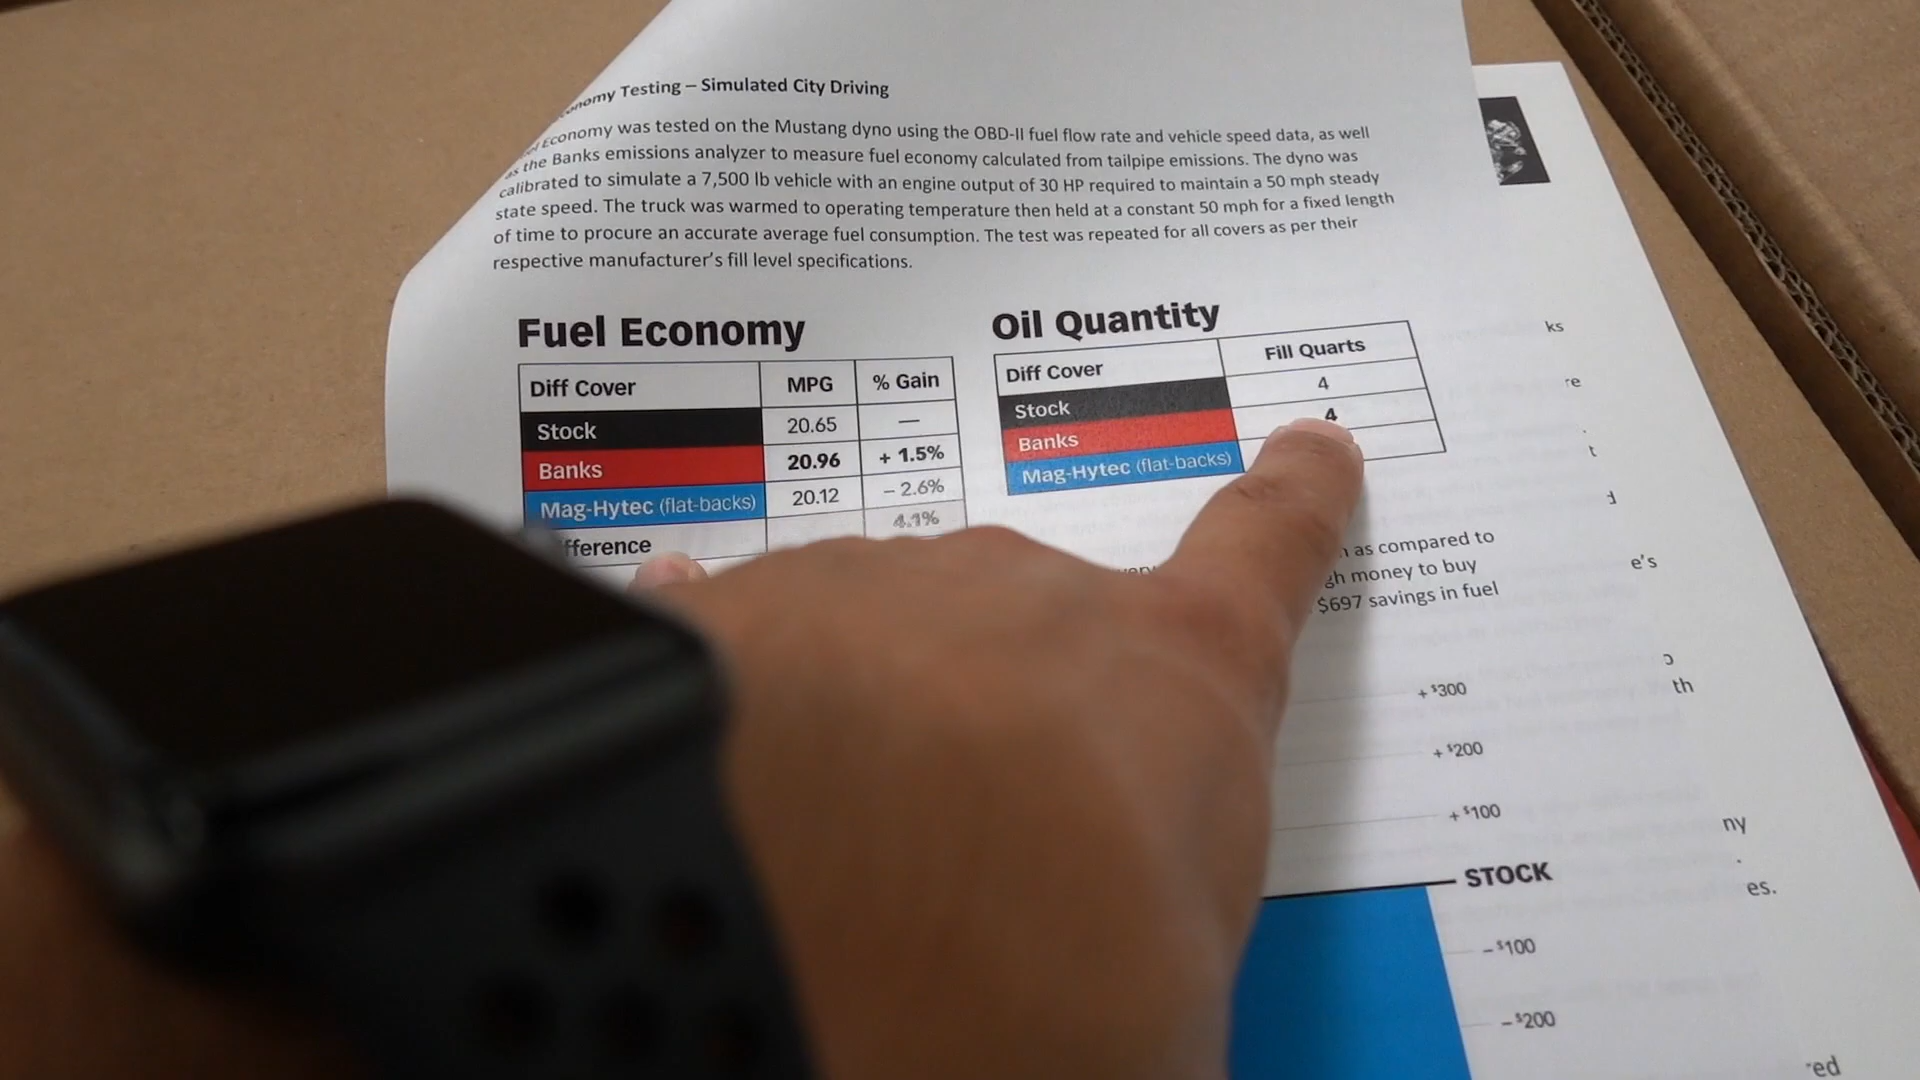 Testing – Simulated City Driving
Economy was tested on the Mustang dyno using the OBD-II fuel flow rate and vehicle speed data, as well
as the Banks emissions analyzer to measure fuel economy calculated from tailpipe emissions. The dyno was
calibrated to simulate a 7,500 lb vehicle with an engine output of 30 HP required to maintain a 50 mph steady
state speed. The truck was warmed to operating temperature then held at a constant 50 mph for a fixed length
of time to procure an accurate average fuel consumption. The test was repeated for all covers as per their
respective manufacturer's fill level specifications.
Fuel Economy
Diff Cover MPG % Gain
Stock 20.65 —
Banks 20.96 + 1.5%
Mag-Hytec (flat-backs) 20.12 – 2.6%
4.1%
Oil Quantity
Diff Cover Fill Quarts
Stock 4
Banks 4
Mag-Hytec (flat-backs)
as compared to
money to buy
$697 savings in fuel
+ $300
+ $200
+ $100
STOCK
– $100
– $200